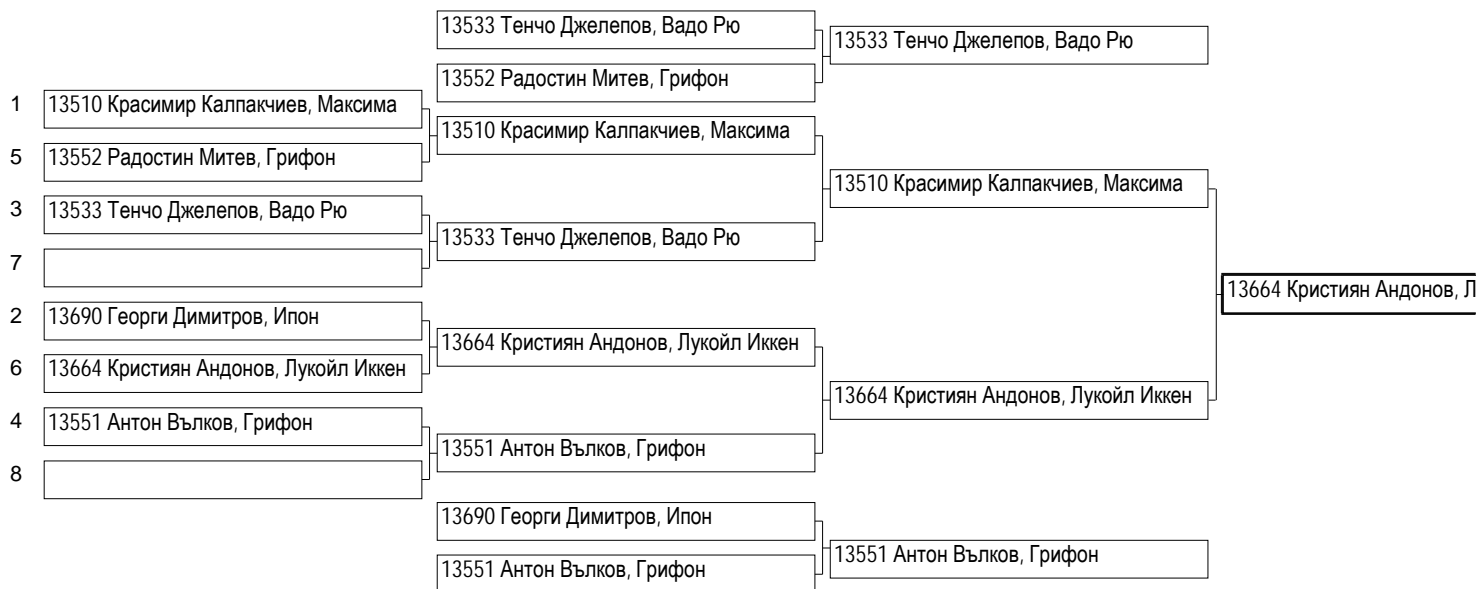 13533 Тенчо Джелепов, Вадо Рю
13533 Тенчо Джелепов, Вадо Рю
13552 Радостин Митев, Грифон
1 13510 Красимир Калпакчиев, Максима
13510 Красимир Калпакчиев, Максима
5 13552 Радостин Митев, Грифон
13510 Красимир Калпакчиев, Максима
3 13533 Тенчо Джелепов, Вадо Рю
13533 Тенчо Джелепов, Вадо Рю
7
13664 Кристиян Андонов, Л
2 13690 Георги Димитров, Ипон
13664 Кристиян Андонов, Лукойл Иккен
6 13664 Кристиян Андонов, Лукойл Иккен
13664 Кристиян Андонов, Лукойл Иккен
4 13551 Антон Вълков, Грифон
13551 Антон Вълков, Грифон
8
13690 Георги Димитров, Ипон
13551 Антон Вълков, Грифон
13551 Антон Вълков, Грифон